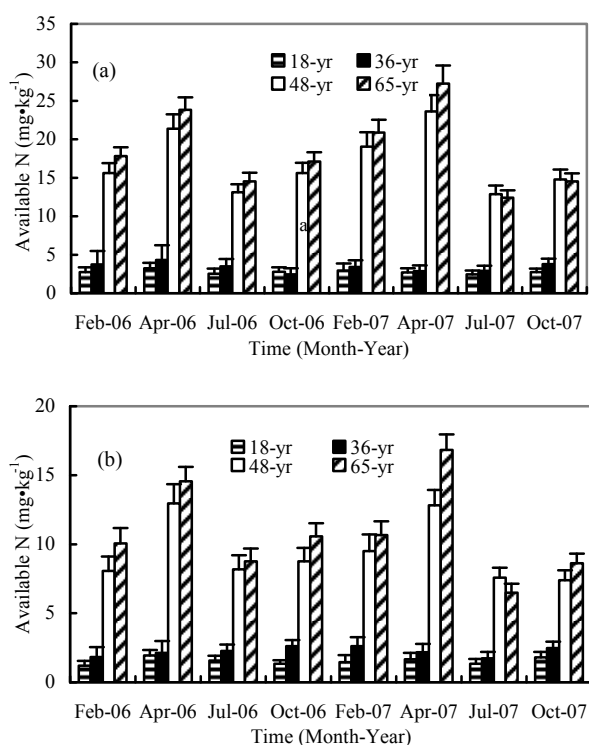 (a)
18-yr 36-yr
48-yr 65-yr
Available N (mg•kg-1)
35
30
25
20
15
10
5
0
a
Feb-06 Apr-06 Jul-06 Oct-06 Feb-07 Apr-07 Jul-07 Oct-07
Time (Month-Year)
(b)
18-yr 36-yr
48-yr 65-yr
Available N (mg•kg-1)
20
15
10
5
0
Feb-06 Apr-06 Jul-06 Oct-06 Feb-07 Apr-07 Jul-07 Oct-07
Time (Month-Year)